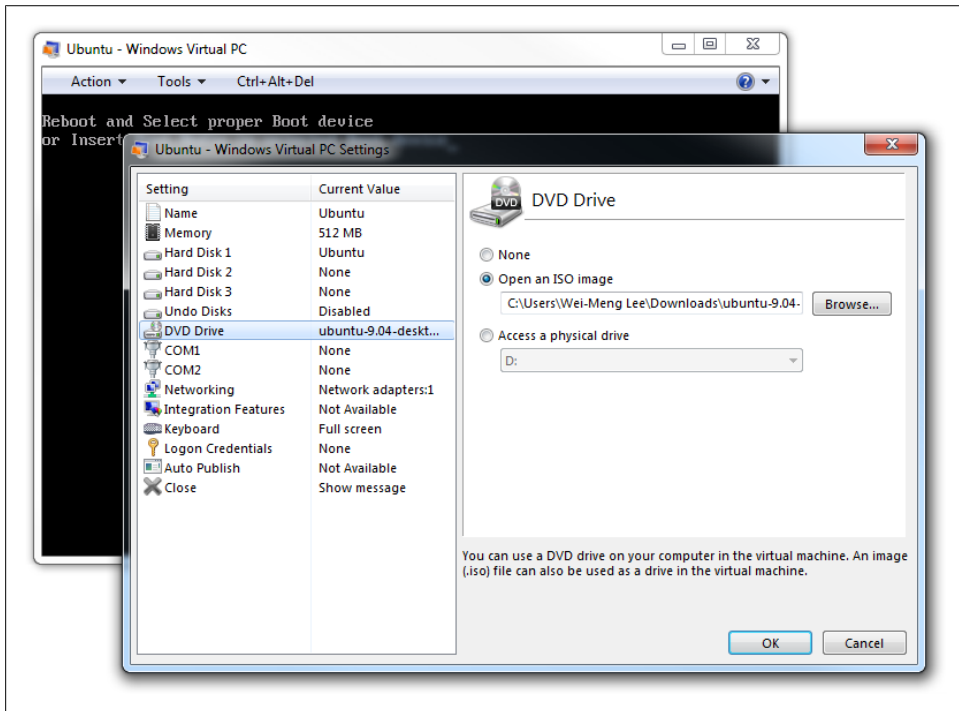 Ubuntu - Windows Virtual PC
Action Tools Ctrl+Alt+Del
Reboot and Select proper Boot device
or Insert
Ubuntu - Windows Virtual PC Settings
Setting Current Value
Name Ubuntu
Memory 512 MB
Hard Disk 1 Ubuntu
Hard Disk 2 None
Hard Disk 3 None
Undo Disks Disabled
DVD Drive ubuntu-9.04-deskt...
COM1 None
COM2 None
Networking Network adapters:1
Integration Features Not Available
Keyboard Full screen
Logon Credentials None
Auto Publish Not Available
Close Show message
DVD
DVD Drive
None
Open an ISO image
C:\Users\Wei-Meng Lee\Downloads\ubuntu-9.04-
Browse...
Access a physical drive
D:
You can use a DVD drive on your computer in the virtual machine. An image
(.iso) file can also be used as a drive in the virtual machine.
OK Cancel